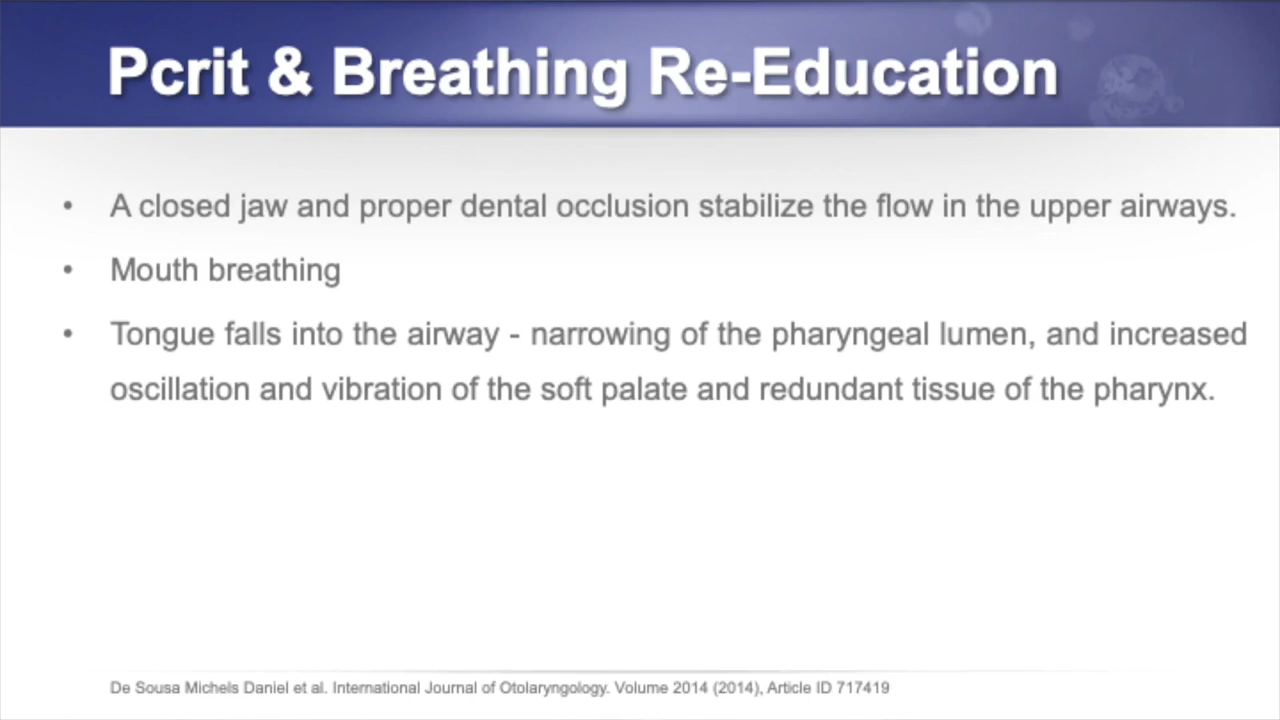 Pcrit & Breathing Re-Education
• A closed jaw and proper dental occlusion stabilize the flow in the upper airways.
• Mouth breathing
• Tongue falls into the airway - narrowing of the pharyngeal lumen, and increased
oscillation and vibration of the soft palate and redundant tissue of the pharynx.
De Sousa Michels Daniel et al. International Journal of Otolaryngology. Volume 2014 (2014), Article ID 717419